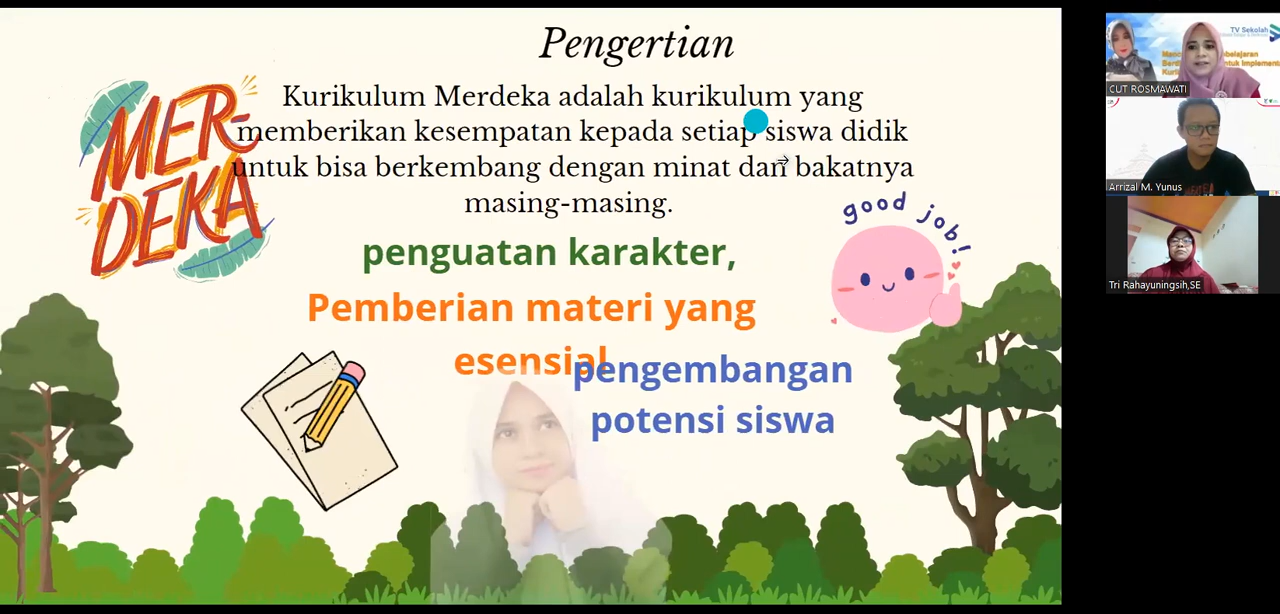 Pengertian
MER-
DEKA
Kurikulum Merdeka adalah kurikulum yang
memberikan kesempatan kepada setiap siswa didik
untuk bisa berkembang dengan minat dan bakatnya
masing-masing.
good job!
penguatan karakter,
Pemberian materi yang
esensial
pengembangan
potensi siswa
TV Sekolah
CUT ROSMAWATI
Arrizal M. Yunus
Tri Rahayuningsih,SE